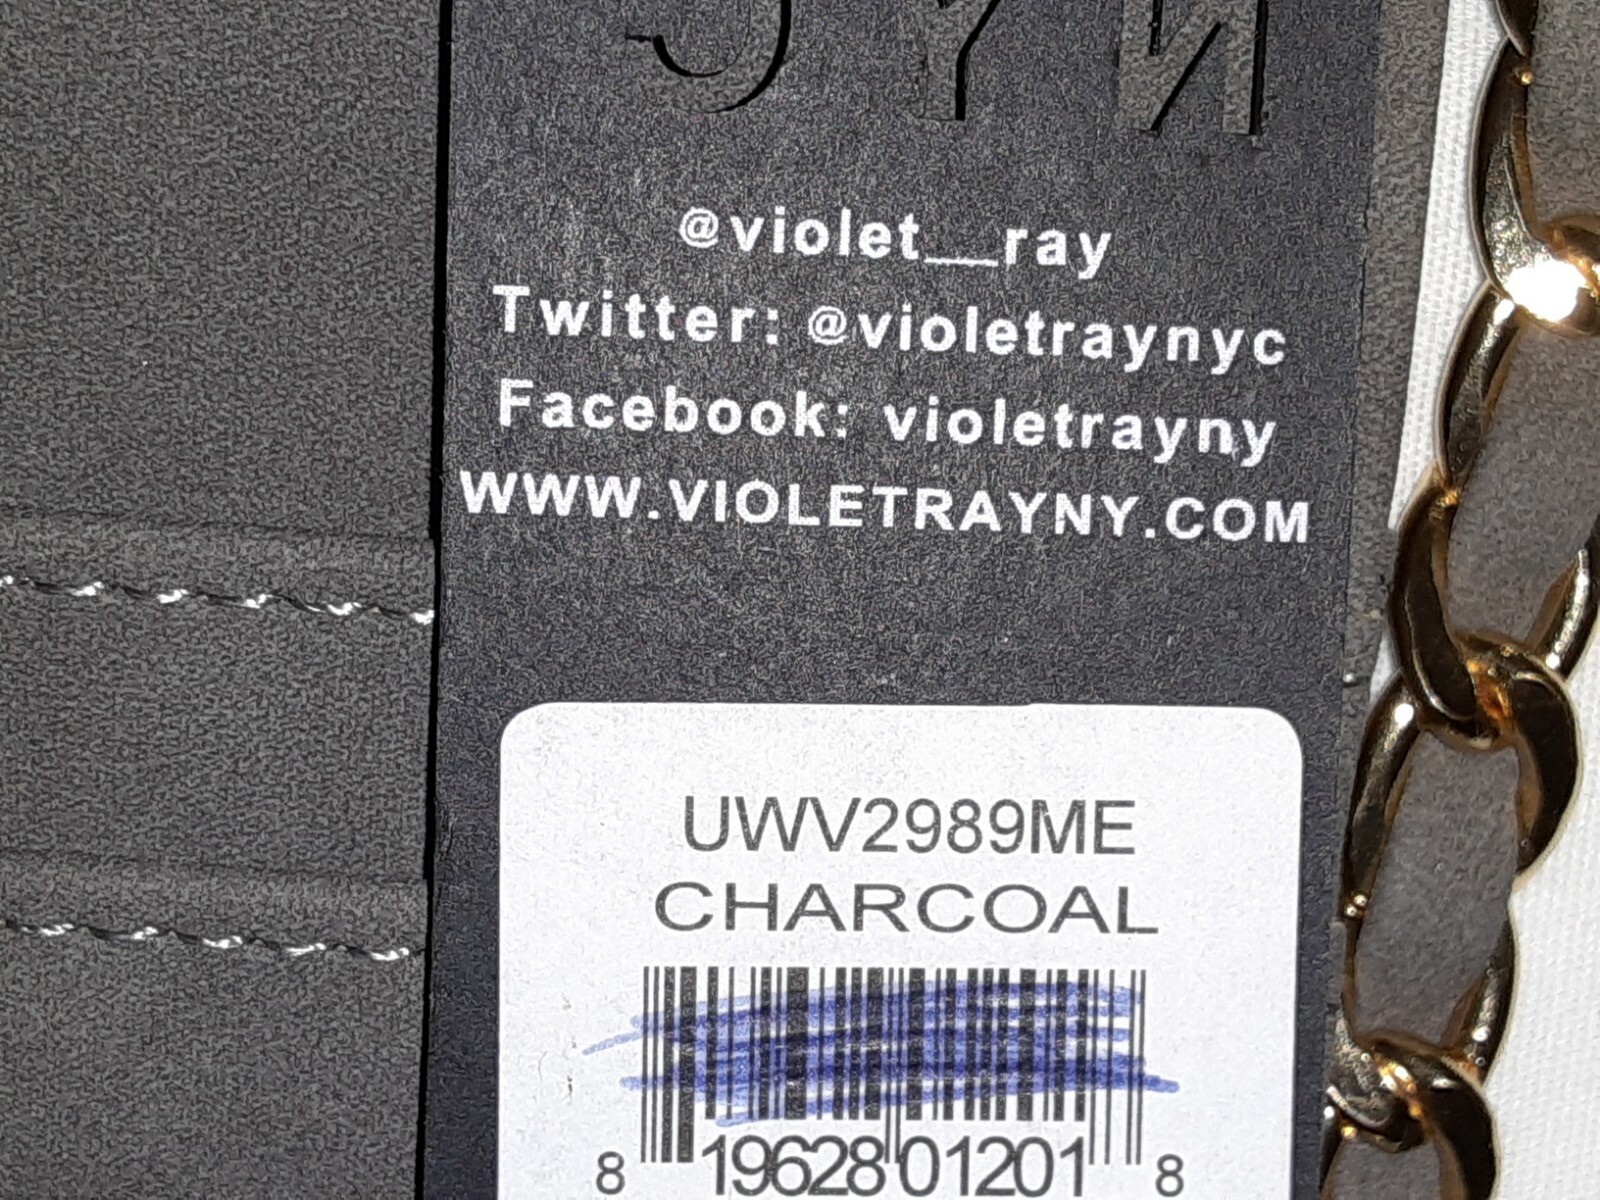 @violet__ray
Twitter: @violetraynyc
Facebook: violetrayny
WWW.VIOLETRAYNY.COM
UWV2989ME
CHARCOAL
8 19628 01201 8